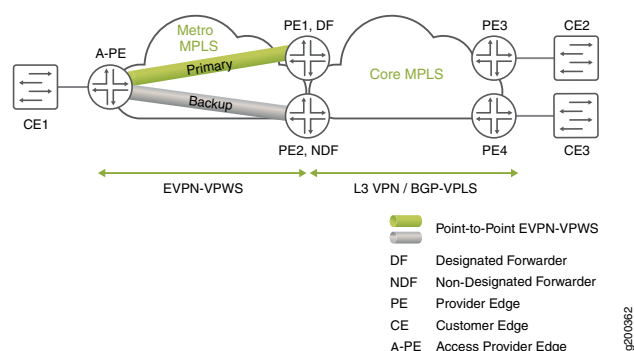 Metro
MPLS
PE1, DF
PE3
CE2
A-PE
Primary
Core MPLS
Backup
CE1
PE2, NDF
PE4
CE3
EVPN-VPWS
L3 VPN / BGP-VPLS
Point-to-Point EVPN-VPWS
DF Designated Forwarder
NDF Non-Designated Forwarder
PE Provider Edge
CE Customer Edge
A-PE Access Provider Edge
g200362